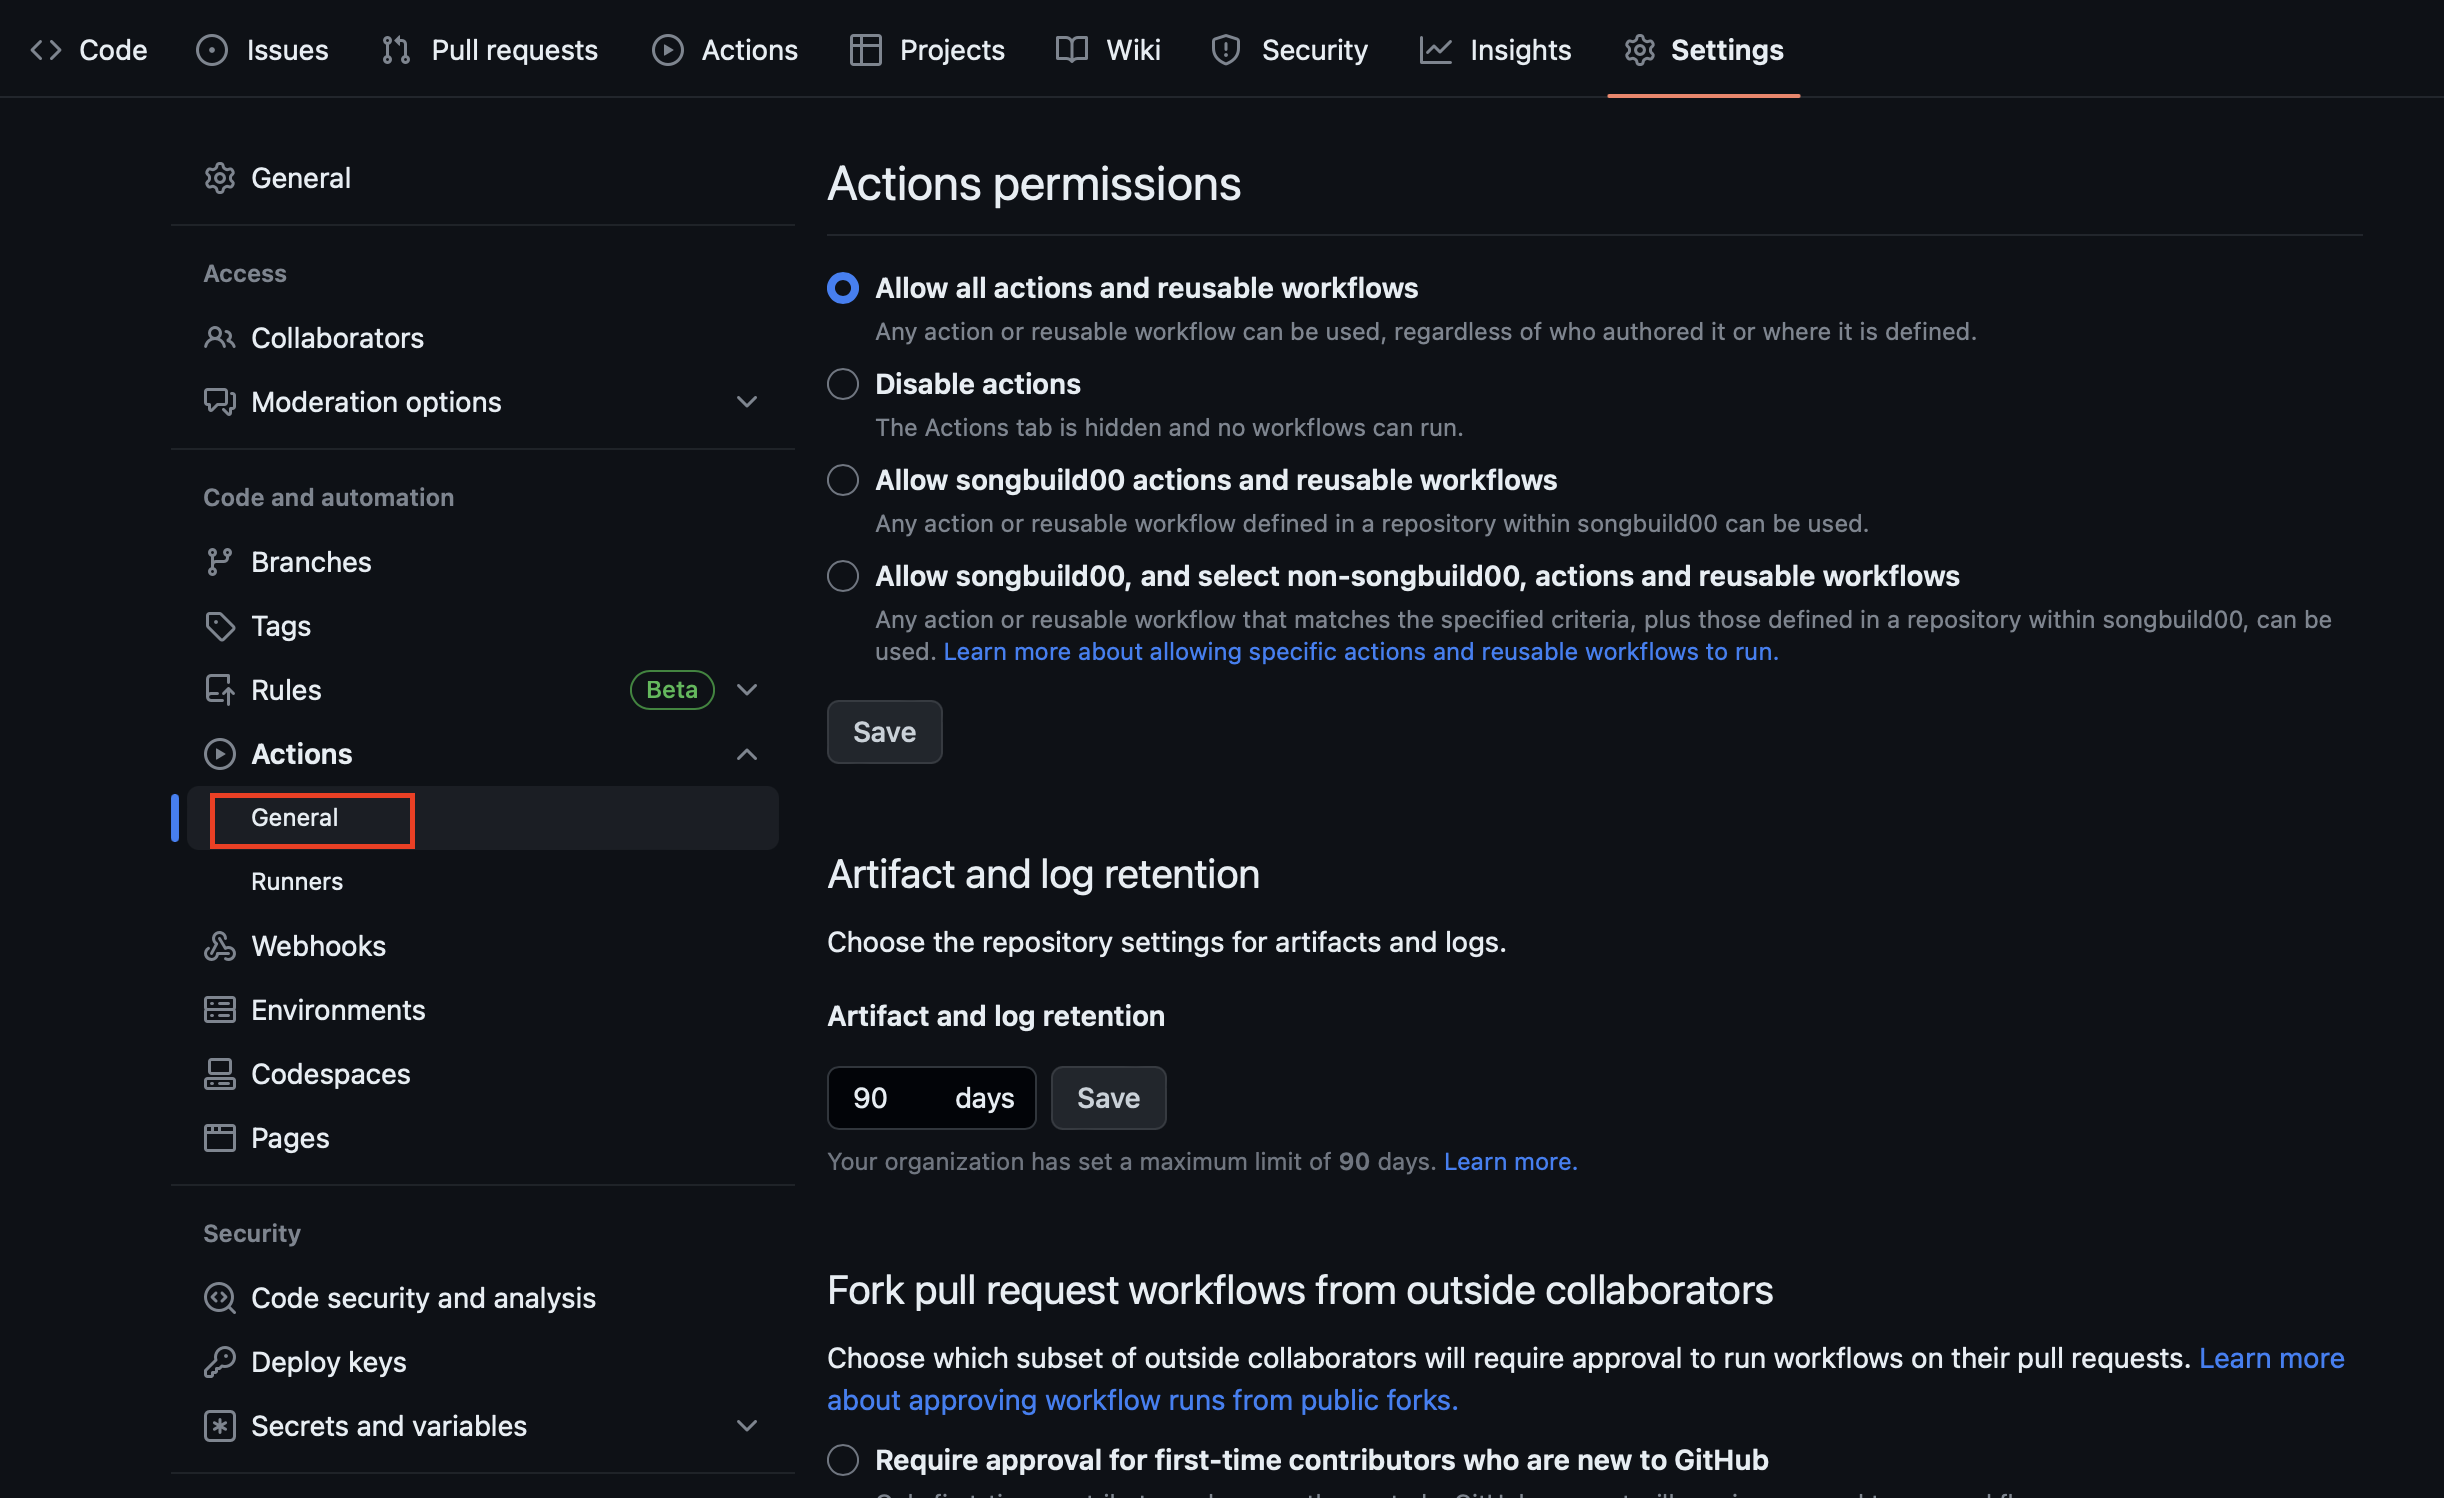 Code
Issues
Pull requests
Actions
Projects
Wiki
Security
Insights
Settings
General
Access
Collaborators
Moderation options
Code and automation
Branches
Tags
Rules
Beta
Actions
General
Runners
Webhooks
Environments
Codespaces
Pages
Security
Code security and analysis
Deploy keys
Secrets and variables
Actions permissions
Allow all actions and reusable workflows
Any action or reusable workflow can be used, regardless of who authored it or where it is defined.
Disable actions
The Actions tab is hidden and no workflows can run.
Allow songbuild00 actions and reusable workflows
Any action or reusable workflow defined in a repository within songbuild00 can be used.
Allow songbuild00, and select non-songbuild00, actions and reusable workflows
Any action or reusable workflow that matches the specified criteria, plus those defined in a repository within songbuild00, can be
used. Learn more about allowing specific actions and reusable workflows to run.
Save
Artifact and log retention
Choose the repository settings for artifacts and logs.
Artifact and log retention
90 days
Save
Your organization has set a maximum limit of 90 days. Learn more.
Fork pull request workflows from outside collaborators
Choose which subset of outside collaborators will require approval to run workflows on their pull requests. Learn more
about approving workflow runs from public forks.
Require approval for first-time contributors who are new to GitHub